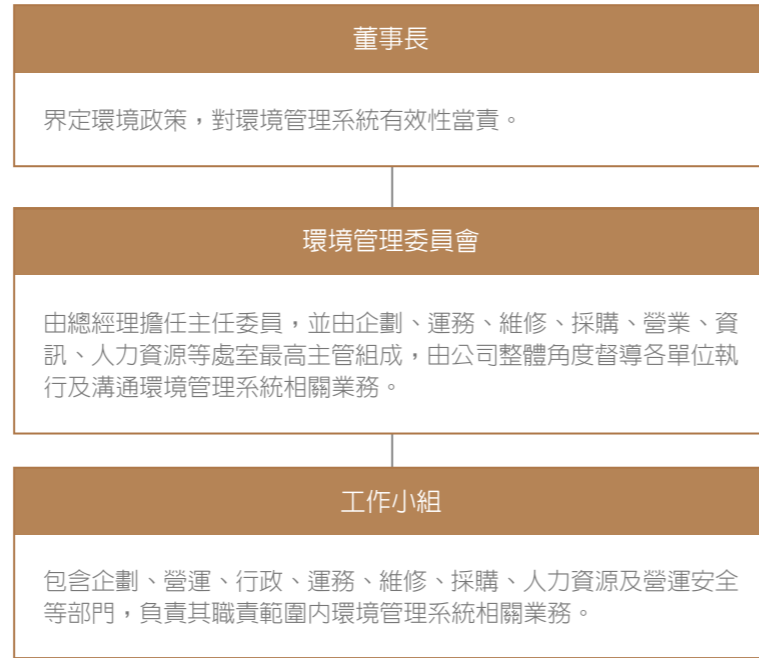 董事長
界定環境政策，對環境管理系統有效性當責。
環境管理委員會
由總經理擔任主任委員，並由企劃、運務、維修、採購、營業、資
訊、人力資源等處室最高主管組成，由公司整體角度督導各單位執
行及溝通環境管理系統相關業務。
工作小組
包含企劃、營運、行政、運務、維修、採購、人力資源及營運安全
等部門，負責其職責範圍內環境管理系統相關業務。